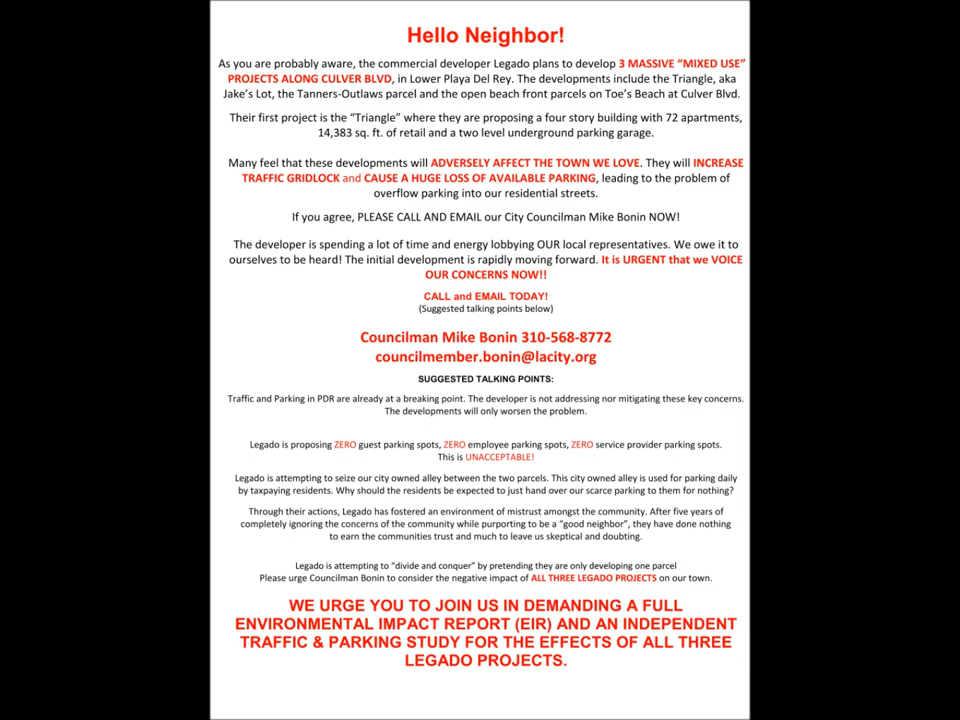 Hello Neighbor!
As you are probably aware, the commercial developer Legado plans to develop 3 MASSIVE “MIXED USE”
PROJECTS ALONG CULVER BLVD, in Lower Playa Del Rey. The developments include the Triangle, aka
Jake’s Lot, the Tanners-Outlaws parcel and the open beach front parcels on Toe’s Beach at Culver Blvd.
Their first project is the “Triangle” where they are proposing a four story building with 72 apartments,
14,383 sq. ft. of retail and a two level underground parking garage.
Many feel that these developments will ADVERSELY AFFECT THE TOWN WE LOVE. They will INCREASE
TRAFFIC GRIDLOCK and CAUSE A HUGE LOSS OF AVAILABLE PARKING, leading to the problem of
overflow parking into our residential streets.
If you agree, PLEASE CALL AND EMAIL our City Councilman Mike Bonin NOW!
The developer is spending a lot of time and energy lobbying OUR local representatives. We owe it to
ourselves to be heard! The initial development is rapidly moving forward. It is URGENT that we VOICE
OUR CONCERNS NOW!!
CALL and EMAIL TODAY!
(Suggested talking points below)
Councilman Mike Bonin 310-568-8772
councilmember.bonin@lacity.org
SUGGESTED TALKING POINTS:
Traffic and Parking in PDR are already at a breaking point. The developer is not addressing nor mitigating these key concerns.
The developments will only worsen the problem.
Legado is proposing ZERO guest parking spots, ZERO employee parking spots, ZERO service provider parking spots.
This is UNACCEPTABLE!
Legado is attempting to seize our city owned alley between the two parcels. This city owned alley is used for parking daily
by taxpaying residents. Why should the residents be expected to just hand over our scarce parking to them for nothing?
Through their actions, Legado has fostered an environment of mistrust amongst the community. After five years of
completely ignoring the concerns of the community while purporting to be a “good neighbor”, they have done nothing
to earn the communities trust and much to leave us skeptical and doubting.
Legado is attempting to “divide and conquer” by pretending they are only developing one parcel
Please urge Councilman Bonin to consider the negative impact of ALL THREE LEGADO PROJECTS on our town.
WE URGE YOU TO JOIN US IN DEMANDING A FULL
ENVIRONMENTAL IMPACT REPORT (EIR) AND AN INDEPENDENT
TRAFFIC & PARKING STUDY FOR THE EFFECTS OF ALL THREE
LEGADO PROJECTS.